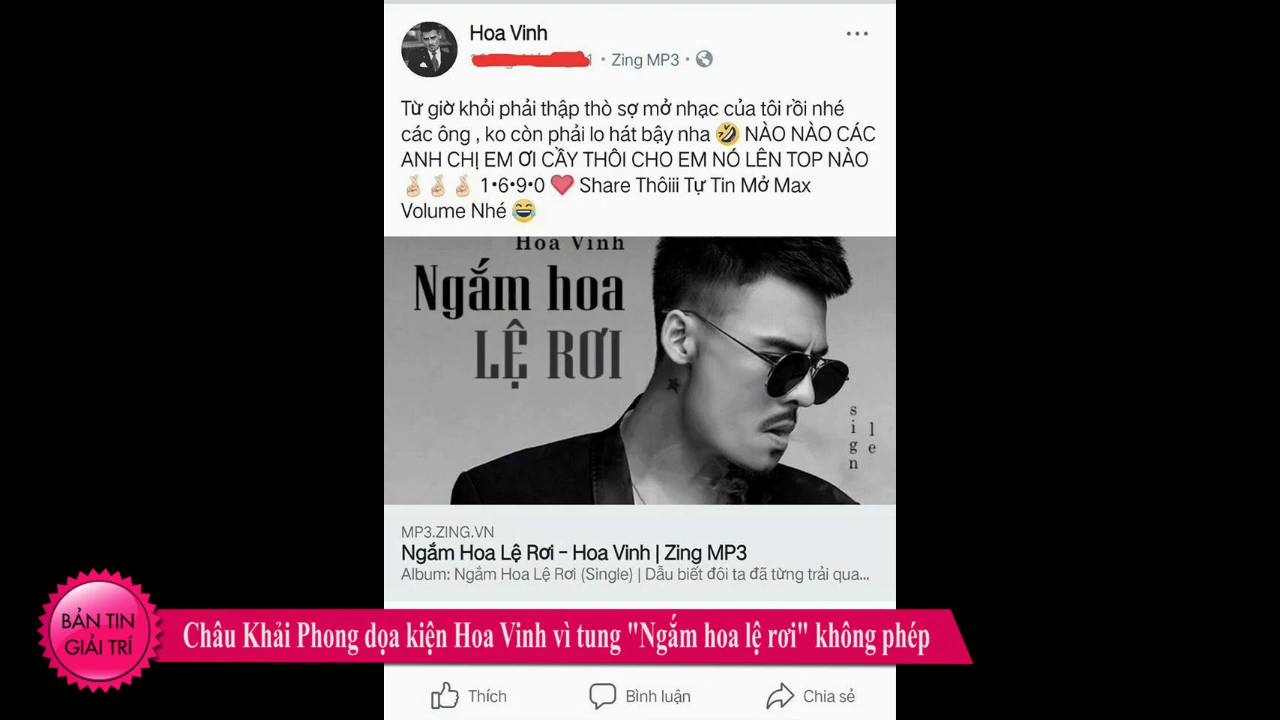 Hoa Vinh
· Zing MP3 ·
Từ giờ khỏi phải thập thò sợ mở nhạc của tôi rồi nhé
các ông , ko còn phải lo hát bậy nha 🤣 NÀO NÀO CÁC
ANH CHỊ EM ƠI CẦY THÔI CHO EM NÓ LÊN TOP NÀO
🤞🏻🤞🏻🤞🏻 1•6•9•0 ❤️ Share Thôiii Tự Tin Mở Max
Volume Nhé 😂
Hoa Vinh
Ngắm hoa
LỆ RƠI
sign
le
MP3.ZING.VN
Ngắm Hoa Lệ Rơi – Hoa Vinh | Zing MP3
Album: Ngắm Hoa Lệ Rơi (Single) | Dẫu biết đôi ta đã từng trải qua...
BẢN TIN
GIẢI TRÍ
Châu Khải Phong dọa kiện Hoa Vinh vì tung "Ngắm hoa lệ rơi" không phép
Thích
Bình luận
Chia sẻ